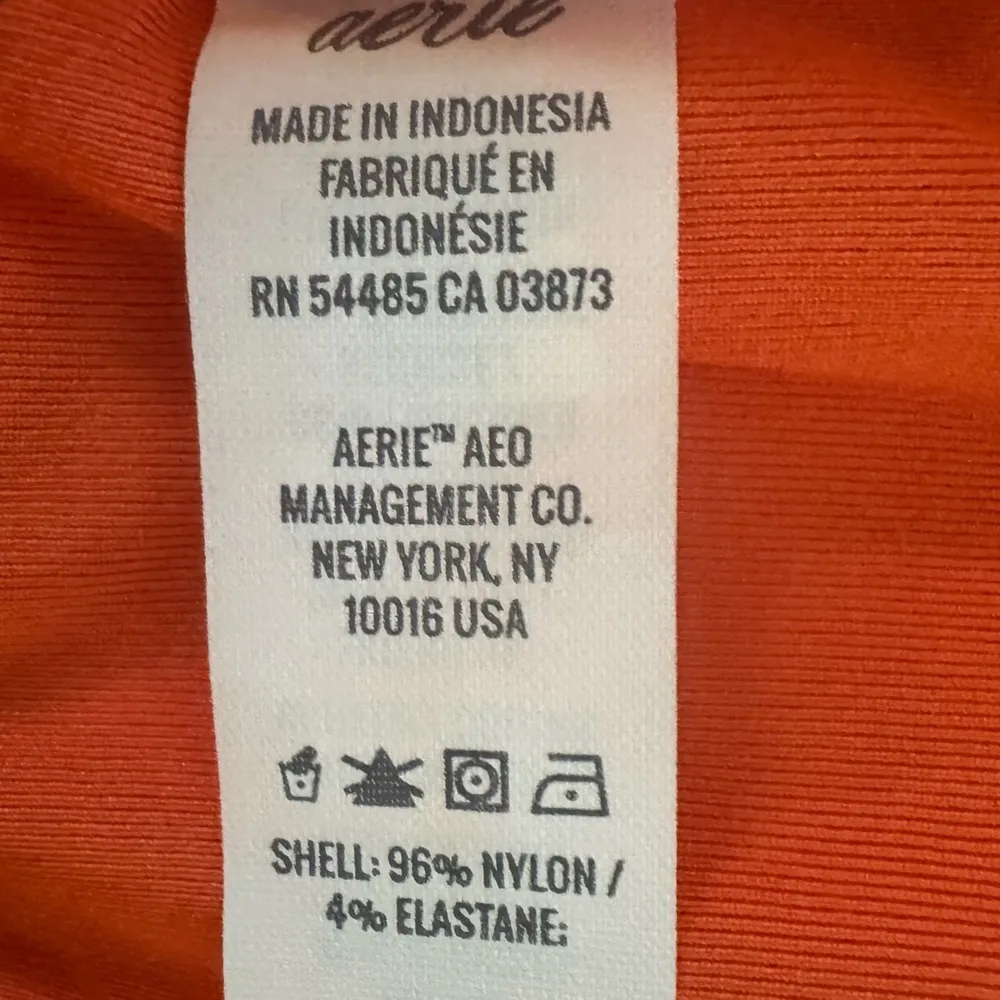 aerie
MADE IN INDONESIA
FABRIQUÉ EN
INDONÉSIE
RN 54485 CA 03873
AERIE™ AEO
MANAGEMENT CO.
NEW YORK, NY
10016 USA
SHELL: 96% NYLON /
4% ELASTANE;